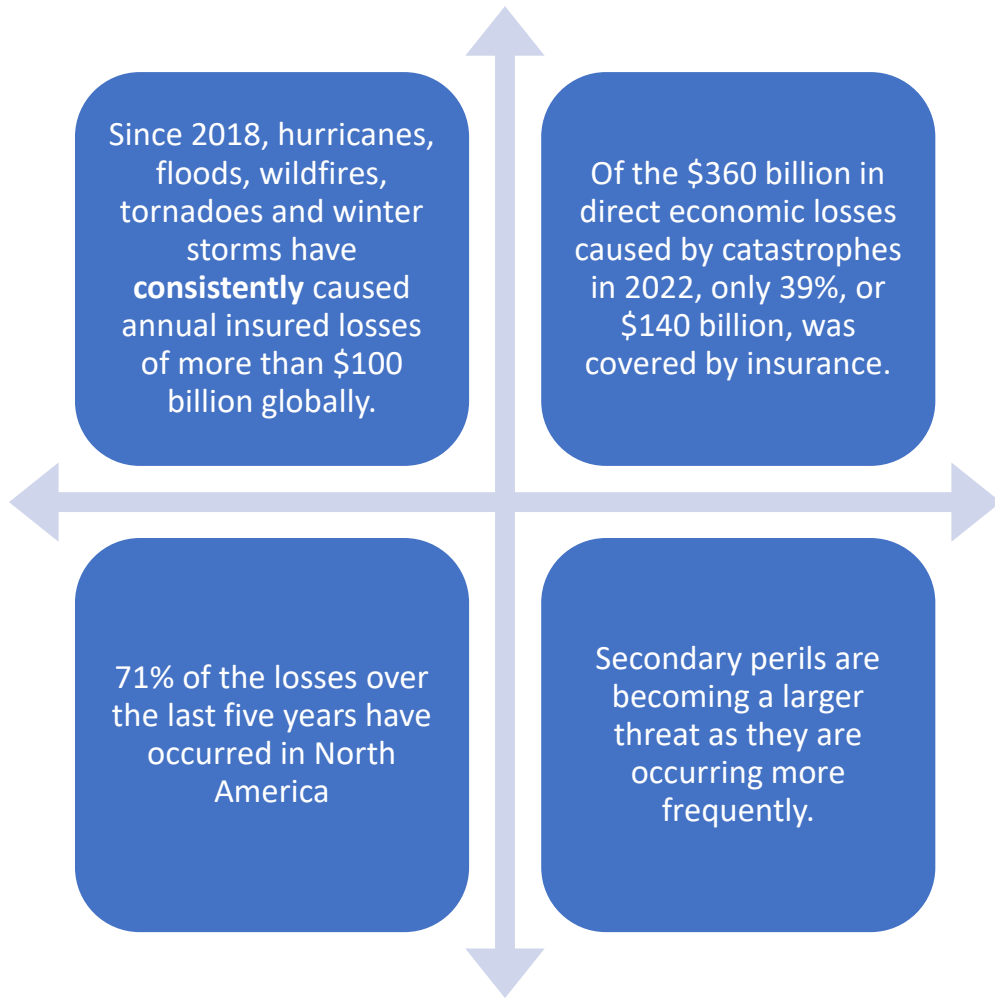 Since 2018, hurricanes,
floods, wildfires,
tornadoes and winter
storms have
consistently caused
annual insured losses
of more than $100
billion globally.
Of the $360 billion in
direct economic losses
caused by catastrophes
in 2022, only 39%, or
$140 billion, was
covered by insurance.
71% of the losses over
the last five years have
occurred in North
America
Secondary perils are
becoming a larger
threat as they are
occurring more
frequently.